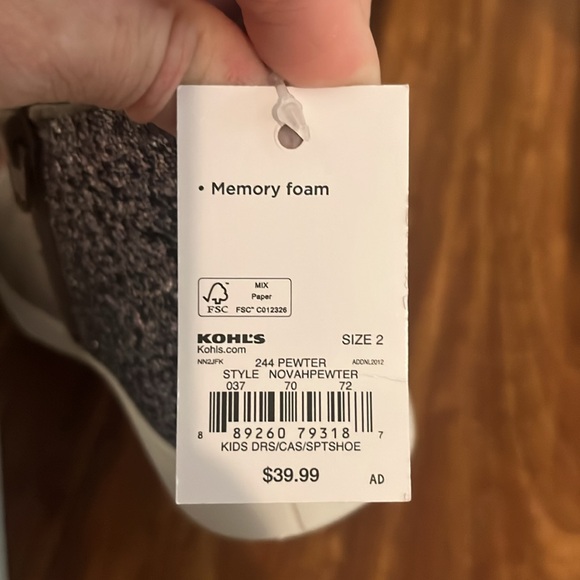 • Memory foam
MIX
Paper
FSC
FSC™ C012326
KOHL'S
SIZE 2
Kohls.com
NN2JFK
244 PEWTER
ADDNL2012
STYLE NOVAHPEWTER
037 70 72
8 89260 79318 7
KIDS DRS/CAS/SPTSHOE
$39.99
AD